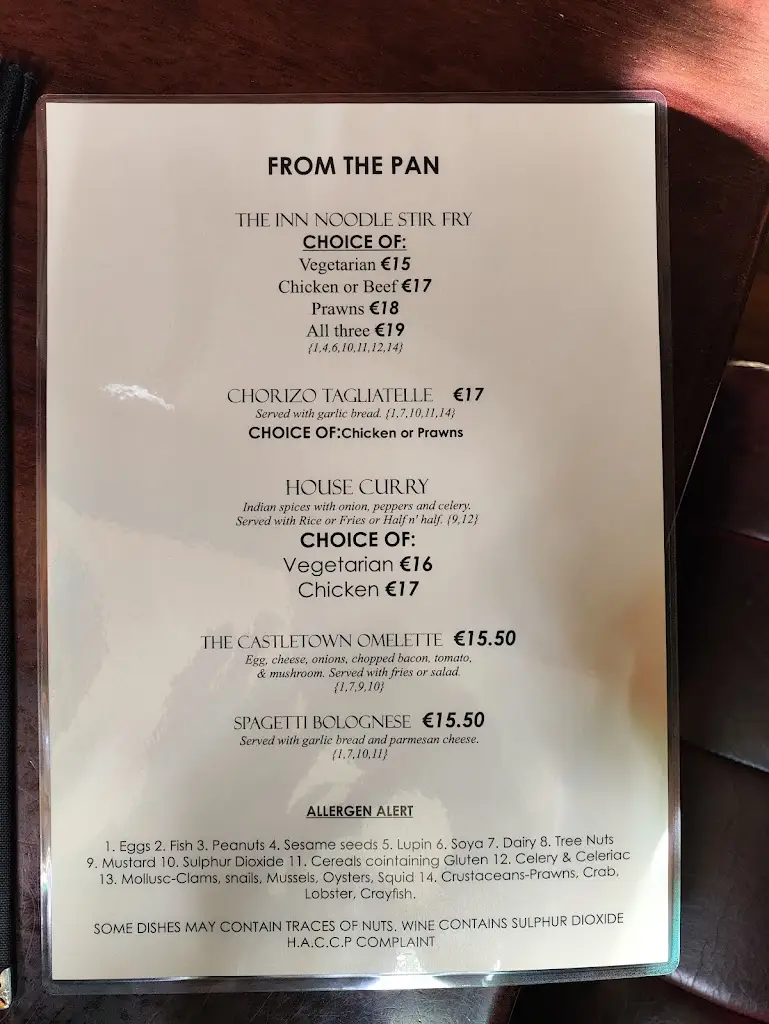 FROM THE PAN
THE INN NOODLE STIR FRY
CHOICE OF:
Vegetarian €15
Chicken or Beef €17
Prawns €18
All three €19
{1,4,6,10,11,12,14}
CHORIZO TAGLIATELLE €17
Served with garlic bread. {1,7,10,11,14}
CHOICE OF:Chicken or Prawns
HOUSE CURRY
Indian spices with onion, peppers and celery.
Served with Rice or Fries or Half n' half. {9,12}
CHOICE OF:
Vegetarian €16
Chicken €17
THE CASTLETOWN OMELETTE €15.50
Egg, cheese, onions, chopped bacon, tomato,
& mushroom. Served with fries or salad.
{1,7,9,10}
SPAGETTI BOLOGNESE €15.50
Served with garlic bread and parmesan cheese.
{1,7,10,11}
ALLERGEN ALERT
1. Eggs 2. Fish 3. Peanuts 4. Sesame seeds 5. Lupin 6. Soya 7. Dairy 8. Tree Nuts
9. Mustard 10. Sulphur Dioxide 11. Cereals cointaining Gluten 12. Celery & Celeriac
13. Mollusc-Clams, snails, Mussels, Oysters, Squid 14. Crustaceans-Prawns, Crab,
Lobster, Crayfish.
SOME DISHES MAY CONTAIN TRACES OF NUTS. WINE CONTAINS SULPHUR DIOXIDE
H.A.C.C.P COMPLAINT